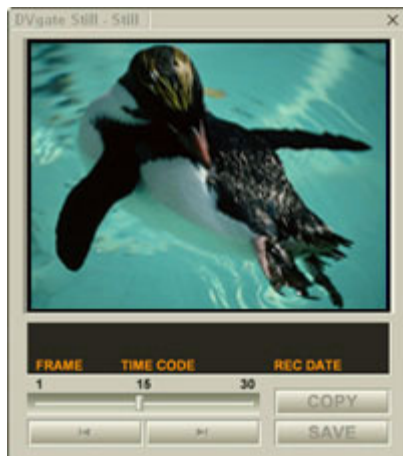 DVgate Still - Still
FRAME TIME CODE REC DATE
1 15 30
COPY
SAVE